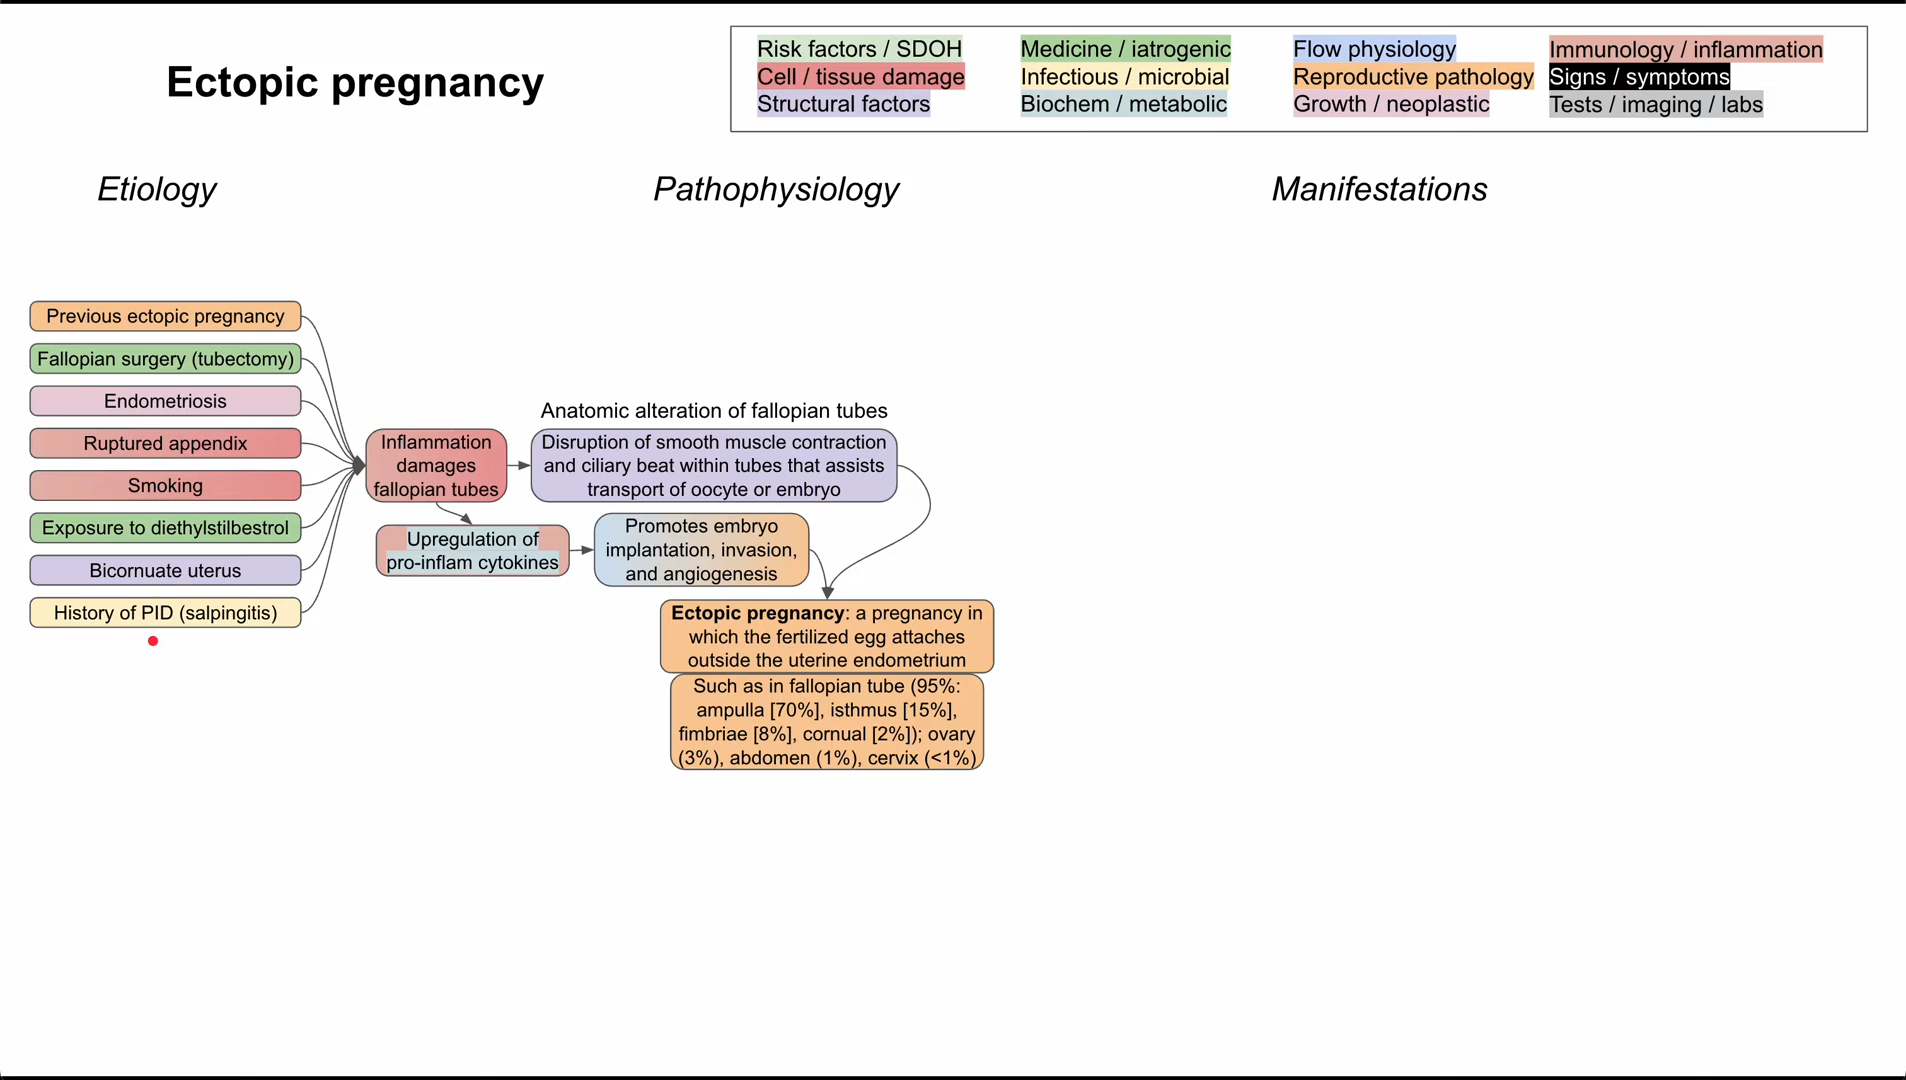 Ectopic pregnancy
Risk factors / SDOH
Cell / tissue damage
Structural factors
Medicine / iatrogenic
Infectious / microbial
Biochem / metabolic
Flow physiology
Reproductive pathology
Growth / neoplastic
Immunology / inflammation
Signs / symptoms
Tests / imaging / labs
Etiology
Pathophysiology
Manifestations
Previous ectopic pregnancy
Fallopian surgery (tubectomy)
Endometriosis
Ruptured appendix
Smoking
Exposure to diethylstilbestrol
Bicornuate uterus
History of PID (salpingitis)
Inflammation
damages
fallopian tubes
Anatomic alteration of fallopian tubes
Disruption of smooth muscle contraction
and ciliary beat within tubes that assists
transport of oocyte or embryo
Upregulation of
pro-inflam cytokines
Promotes embryo
implantation, invasion,
and angiogenesis
Ectopic pregnancy: a pregnancy in
which the fertilized egg attaches
outside the uterine endometrium
Such as in fallopian tube (95%:
ampulla [70%], isthmus [15%],
fimbriae [8%], cornual [2%]); ovary
(3%), abdomen (1%), cervix (<1%)